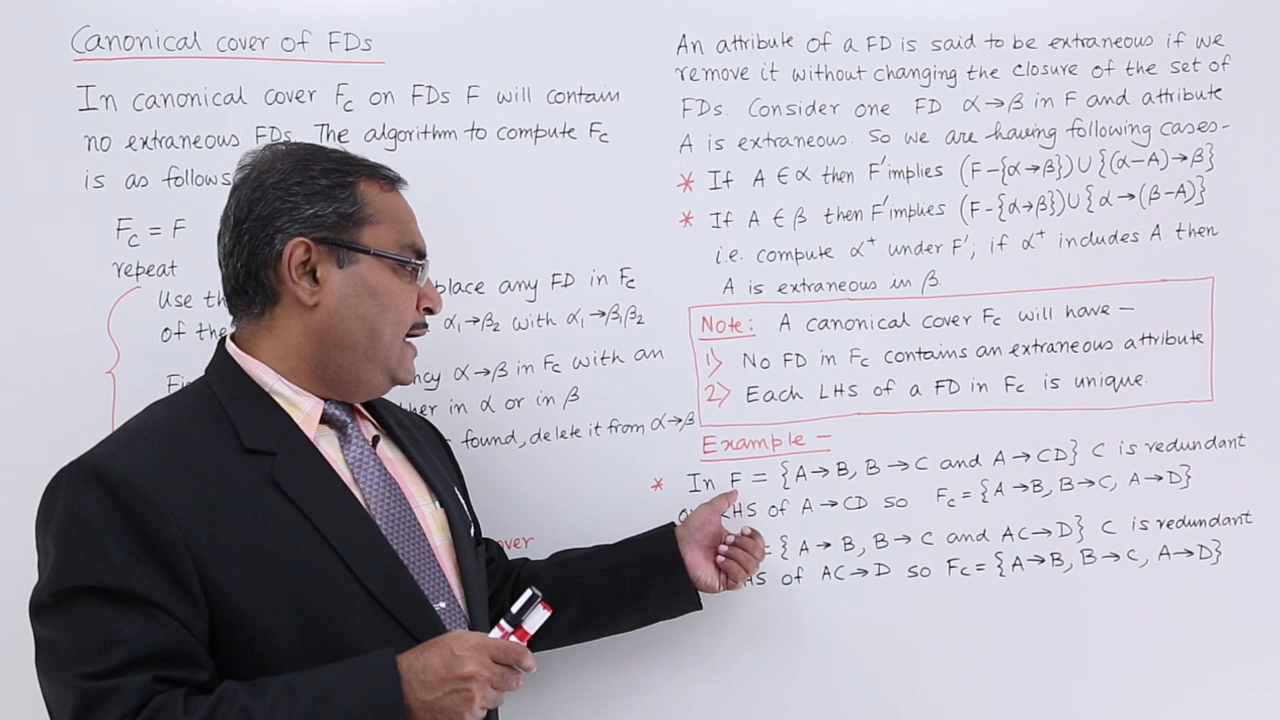 Canonical cover of FDs
In canonical cover Fc on FDs F will contain
no extraneous FDs. The algorithm to compute Fc
is as follows
Fc = F
repeat
Use th place any FD in Fc
of the α₁→β₂ with α₁→β₁β₂
ncy α→β in Fc with an
her in α or in β
found, delete it from α→β
over
An attribute of a FD is said to be extraneous if we
remove it without changing the closure of the set of
FDs. Consider one FD α→β in F and attribute
A is extraneous. So we are having following cases-
* If A ∈ α then F' implies (F-{α→β})∪{(α-A)→β}
* If A ∈ β then F' implies (F-{α→β})∪{α→(β-A)}
i.e. compute α⁺ under F'; if α⁺ includes A then
A is extraneous in β.
Note: A canonical cover Fc will have —
1) No FD in Fc contains an extraneous attribute
2) Each LHS of a FD in Fc is unique.
Example —
* In F = {A→B, B→C and A→CD} C is redundant
RHS of A→CD so Fc = {A→B, B→C, A→D}
= {A→B, B→C and AC→D} C is redundant
HS of AC→D so Fc = {A→B, B→C, A→D}